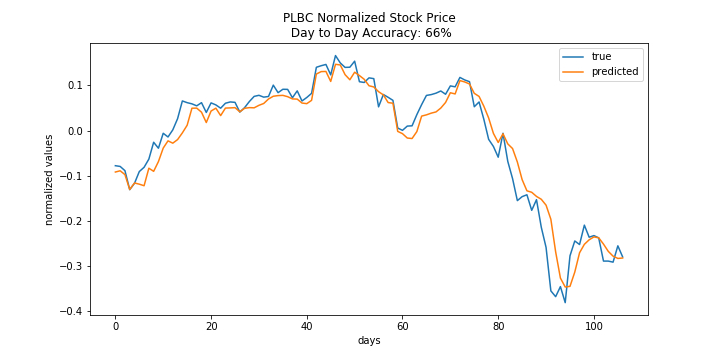 PLBC Normalized Stock Price
Day to Day Accuracy: 66%
true
predicted
normalized values
0.1
0.0
−0.1
−0.2
−0.3
−0.4
0 20 40 60 80 100
days